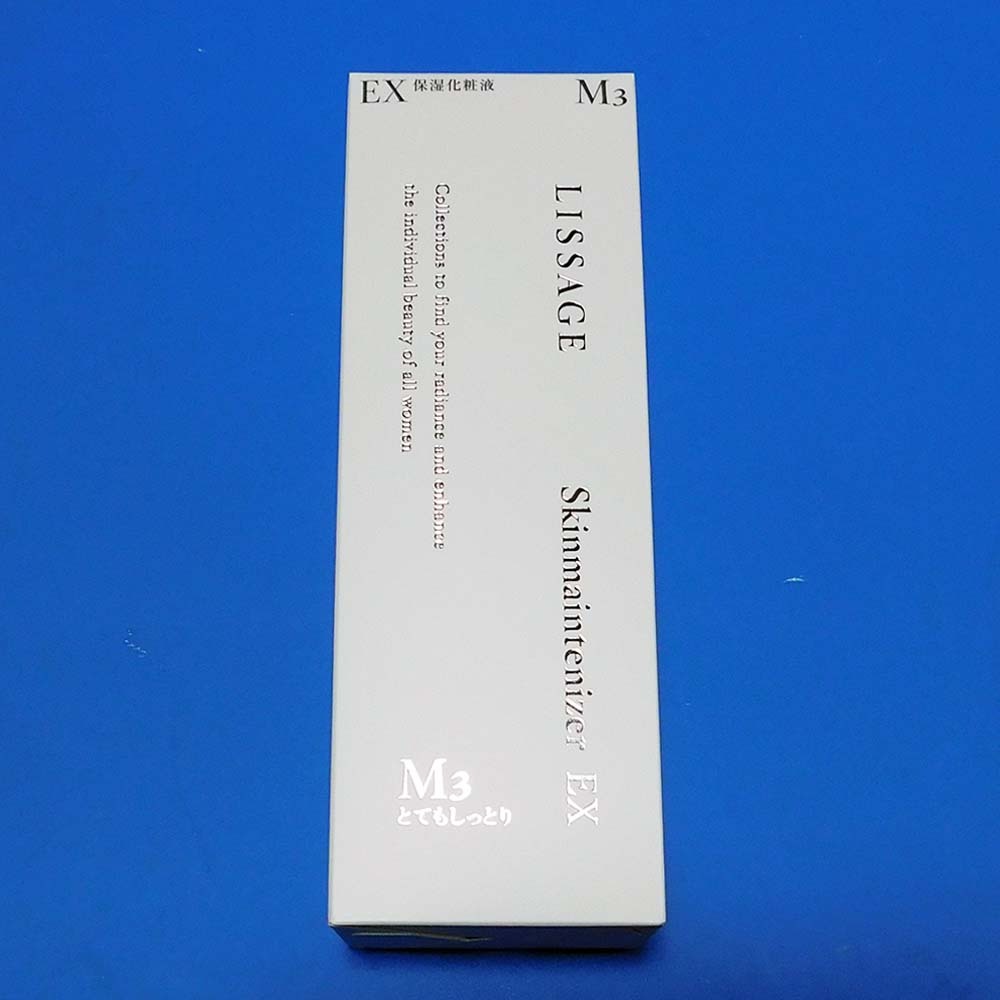 EX 保湿化粧液
M3
LISSAGE Skinmaintenizer EX
Collections to find your radiance and enhance
the individual beauty of all women
M3
とてもしっとり